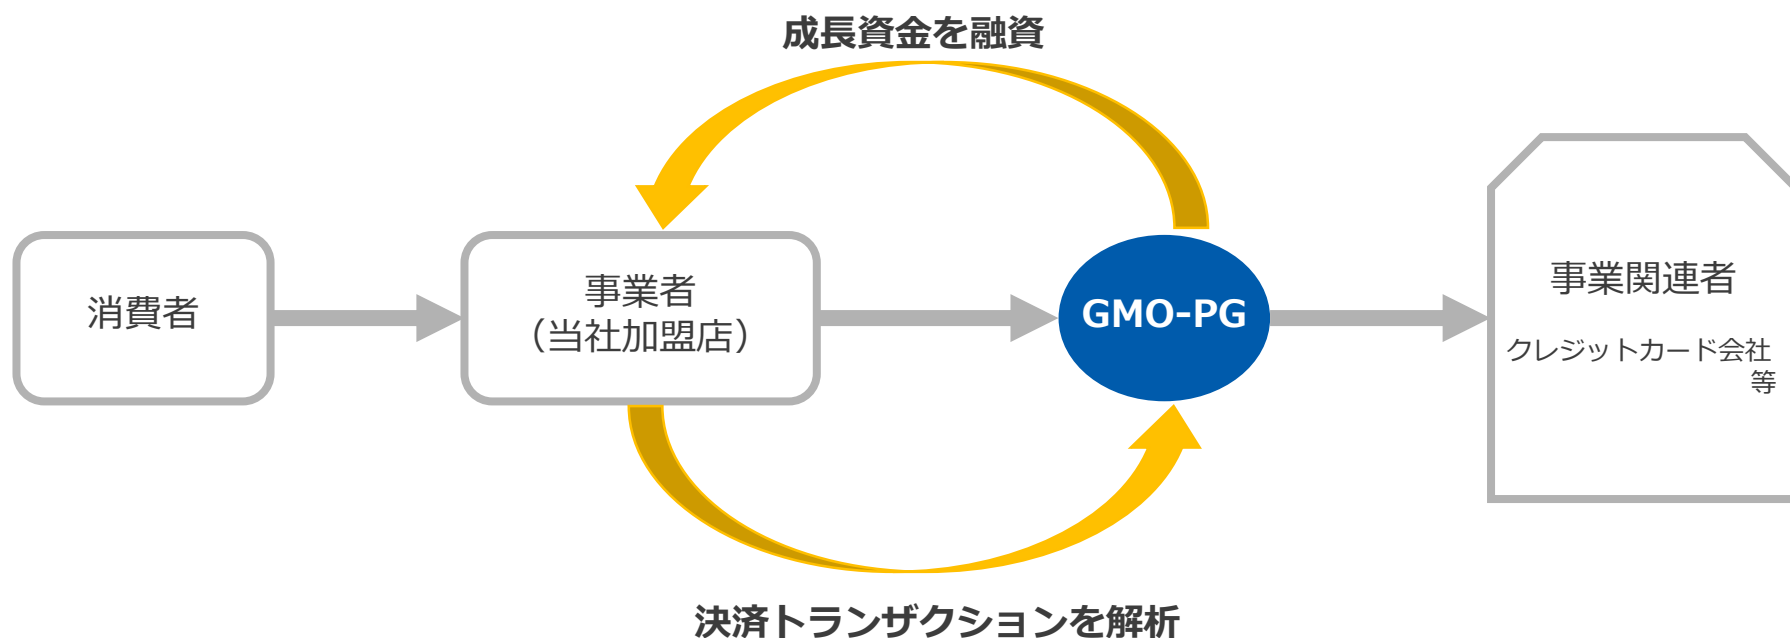 成長資金を融資
消費者
事業者
（当社加盟店）
GMO-PG
事業関連者
クレジットカード会社
等
決済トランザクションを解析